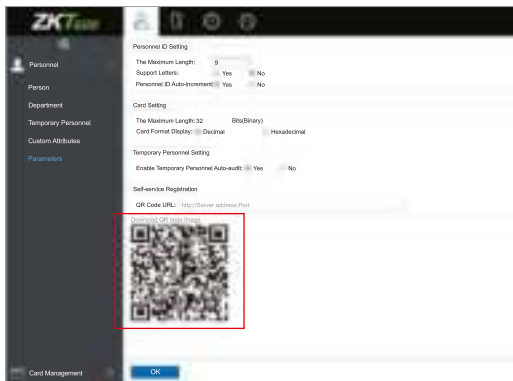 ZKTeco
Personnel
Person
Department
Temporary Personnel
Custom Attributes
Parameters
Card Management
Personnel ID Setting
The Maximum Length: 9
Support Letters: Yes No
Personnel ID Auto-increment: Yes No
Card Setting
The Maximum Length: 32 Bits(Binary)
Card Format Display: Decimal Hexadecimal
Temporary Personnel Setting
Enable Temporary Personnel Auto-audit: Yes No
Self-service Registration
QR Code URL: http://Server address:Port
Download QR code Image
OK